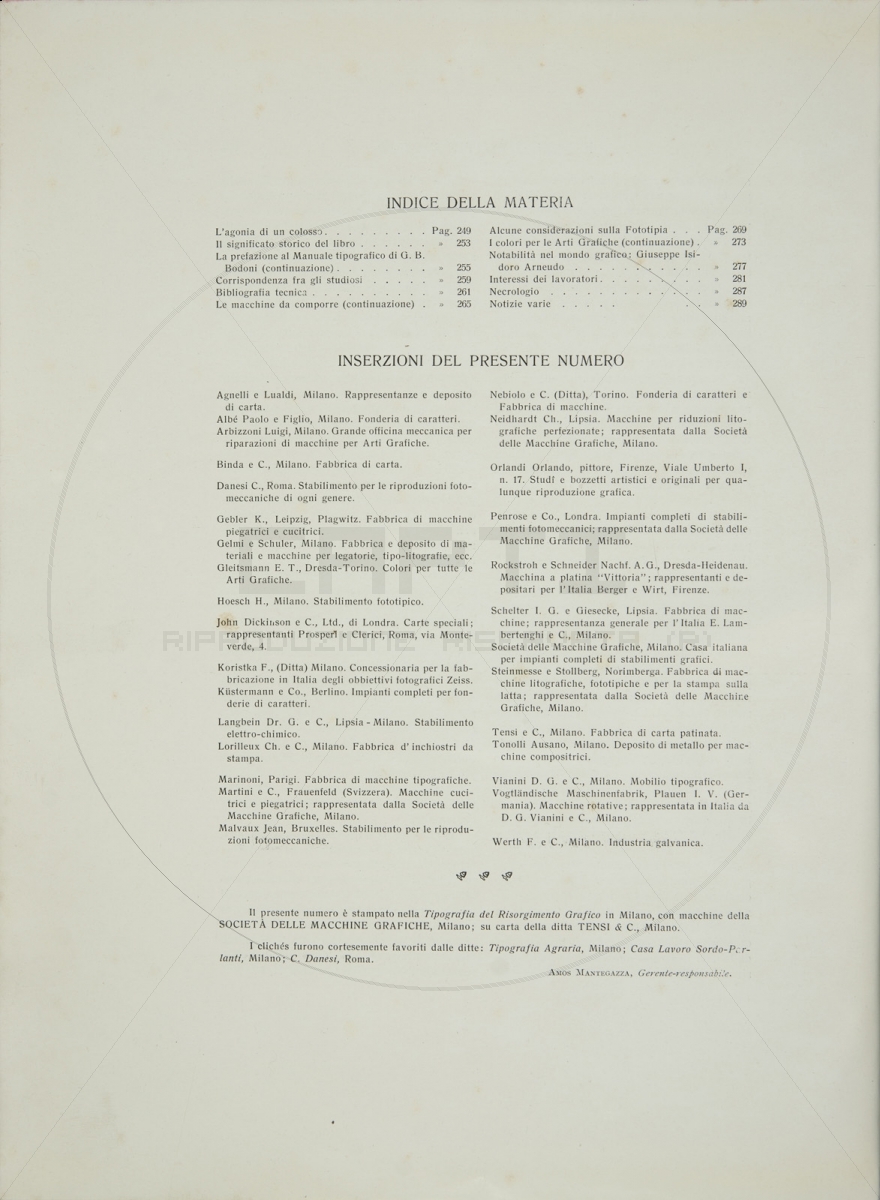 INDICE DELLA MATERIA
L'agonia di un colosso . . . . . . . . . Pag. 249
Il significato storico del libro . . . . . . » 253
La prefazione al Manuale tipografico di G. B.
Bodoni (continuazione) . . . . . . . . » 255
Corrispondenza fra gli studiosi . . . . . » 259
Bibliografia tecnica . . . . . . . . . . » 261
Le macchine da comporre (continuazione) . » 265
Alcune considerazioni sulla Fototipia . . . Pag. 269
I colori per le Arti Grafiche (continuazione) . » 273
Notabilità nel mondo grafico: Giuseppe Isi-
doro Arneudo . . . . . . . . . . . » 277
Interessi dei lavoratori . . . . . . . . . » 281
Necrologio . . . . . . . . . . . . . » 287
Notizie varie . . . . . . . » 289
INSERZIONI DEL PRESENTE NUMERO
Agnelli e Lualdi, Milano. Rappresentanze e deposito
di carta.
Albé Paolo e Figlio, Milano. Fonderia di caratteri.
Arbizzoni Luigi, Milano. Grande officina meccanica per
riparazioni di macchine per Arti Grafiche.
Binda e C., Milano. Fabbrica di carta.
Danesi C., Roma. Stabilimento per le riproduzioni foto-
meccaniche di ogni genere.
Gebler K., Leipzig, Plagwitz. Fabbrica di macchine
piegatrici e cucitrici.
Gelmi e Schuler, Milano. Fabbrica e deposito di ma-
teriali e macchine per legatorie, tipo-litografie, ecc.
Gleitsmann E. T., Dresda-Torino. Colori per tutte le
Arti Grafiche.
Hoesch H., Milano. Stabilimento fototipico.
John Dickinson e C., Ltd., di Londra. Carte speciali;
rappresentanti Prosperi e Clerici, Roma, via Monte-
verde, 4.
Koristka F., (Ditta) Milano. Concessionaria per la fab-
bricazione in Italia degli obbiettivi fotografici Zeiss.
Küstermann e Co., Berlino. Impianti completi per fon-
derie di caratteri.
Langbein Dr. G. e C., Lipsia - Milano. Stabilimento
elettro-chimico.
Lorilleux Ch. e C., Milano. Fabbrica d'inchiostri da
stampa.
Marinoni, Parigi. Fabbrica di macchine tipografiche.
Martini e C., Frauenfeld (Svizzera). Macchine cuci-
trici e piegatrici; rappresentata dalla Società delle
Macchine Grafiche, Milano.
Malvaux Jean, Bruxelles. Stabilimento per le riprodu-
zioni fotomeccaniche.
Nebiolo e C. (Ditta), Torino. Fonderia di caratteri e
Fabbrica di macchine.
Neidhardt Ch., Lipsia. Macchine per riduzioni lito-
grafiche perfezionate; rappresentata dalla Società
delle Macchine Grafiche, Milano.
Orlandi Orlando, pittore, Firenze, Viale Umberto I,
n. 17. Studî e bozzetti artistici e originali per qua-
lunque riproduzione grafica.
Penrose e Co., Londra. Impianti completi di stabili-
menti fotomeccanici; rappresentata dalla Società delle
Macchine Grafiche, Milano.
Rockstroh e Schneider Nachf. A. G., Dresda-Heidenau.
Macchina a platina "Vittoria"; rappresentanti e de-
positari per l'Italia Berger e Wirt, Firenze.
Schelter I. G. e Giesecke, Lipsia. Fabbrica di mac-
chine; rappresentanza generale per l'Italia E. Lam-
bertenghi e C., Milano.
Società delle Macchine Grafiche, Milano. Casa italiana
per impianti completi di stabilimenti grafici.
Steinmesse e Stollberg, Norimberga. Fabbrica di mac-
chine litografiche, fototipiche e per la stampa sulla
latta; rappresentata dalla Società delle Macchine
Grafiche, Milano.
Tensi e C., Milano. Fabbrica di carta patinata.
Tonolli Ausano, Milano. Deposito di metallo per mac-
chine compositrici.
Vianini D. G. e C., Milano. Mobilio tipografico.
Vogtländische Maschinenfabrik, Plauen I. V. (Ger-
mania). Macchine rotative; rappresentata in Italia da
D. G. Vianini e C., Milano.
Werth F. e C., Milano. Industria galvanica.
Il presente numero è stampato nella Tipografia del Risorgimento Grafico in Milano, con macchine della
SOCIETÀ DELLE MACCHINE GRAFICHE, Milano; su carta della ditta TENSI & C., Milano.
I clichés furono cortesemente favoriti dalle ditte: Tipografia Agraria, Milano; Casa Lavoro Sordo-Par-
lanti, Milano; C. Danesi, Roma.
AMOS MANTEGAZZA, Gerente-responsabile.